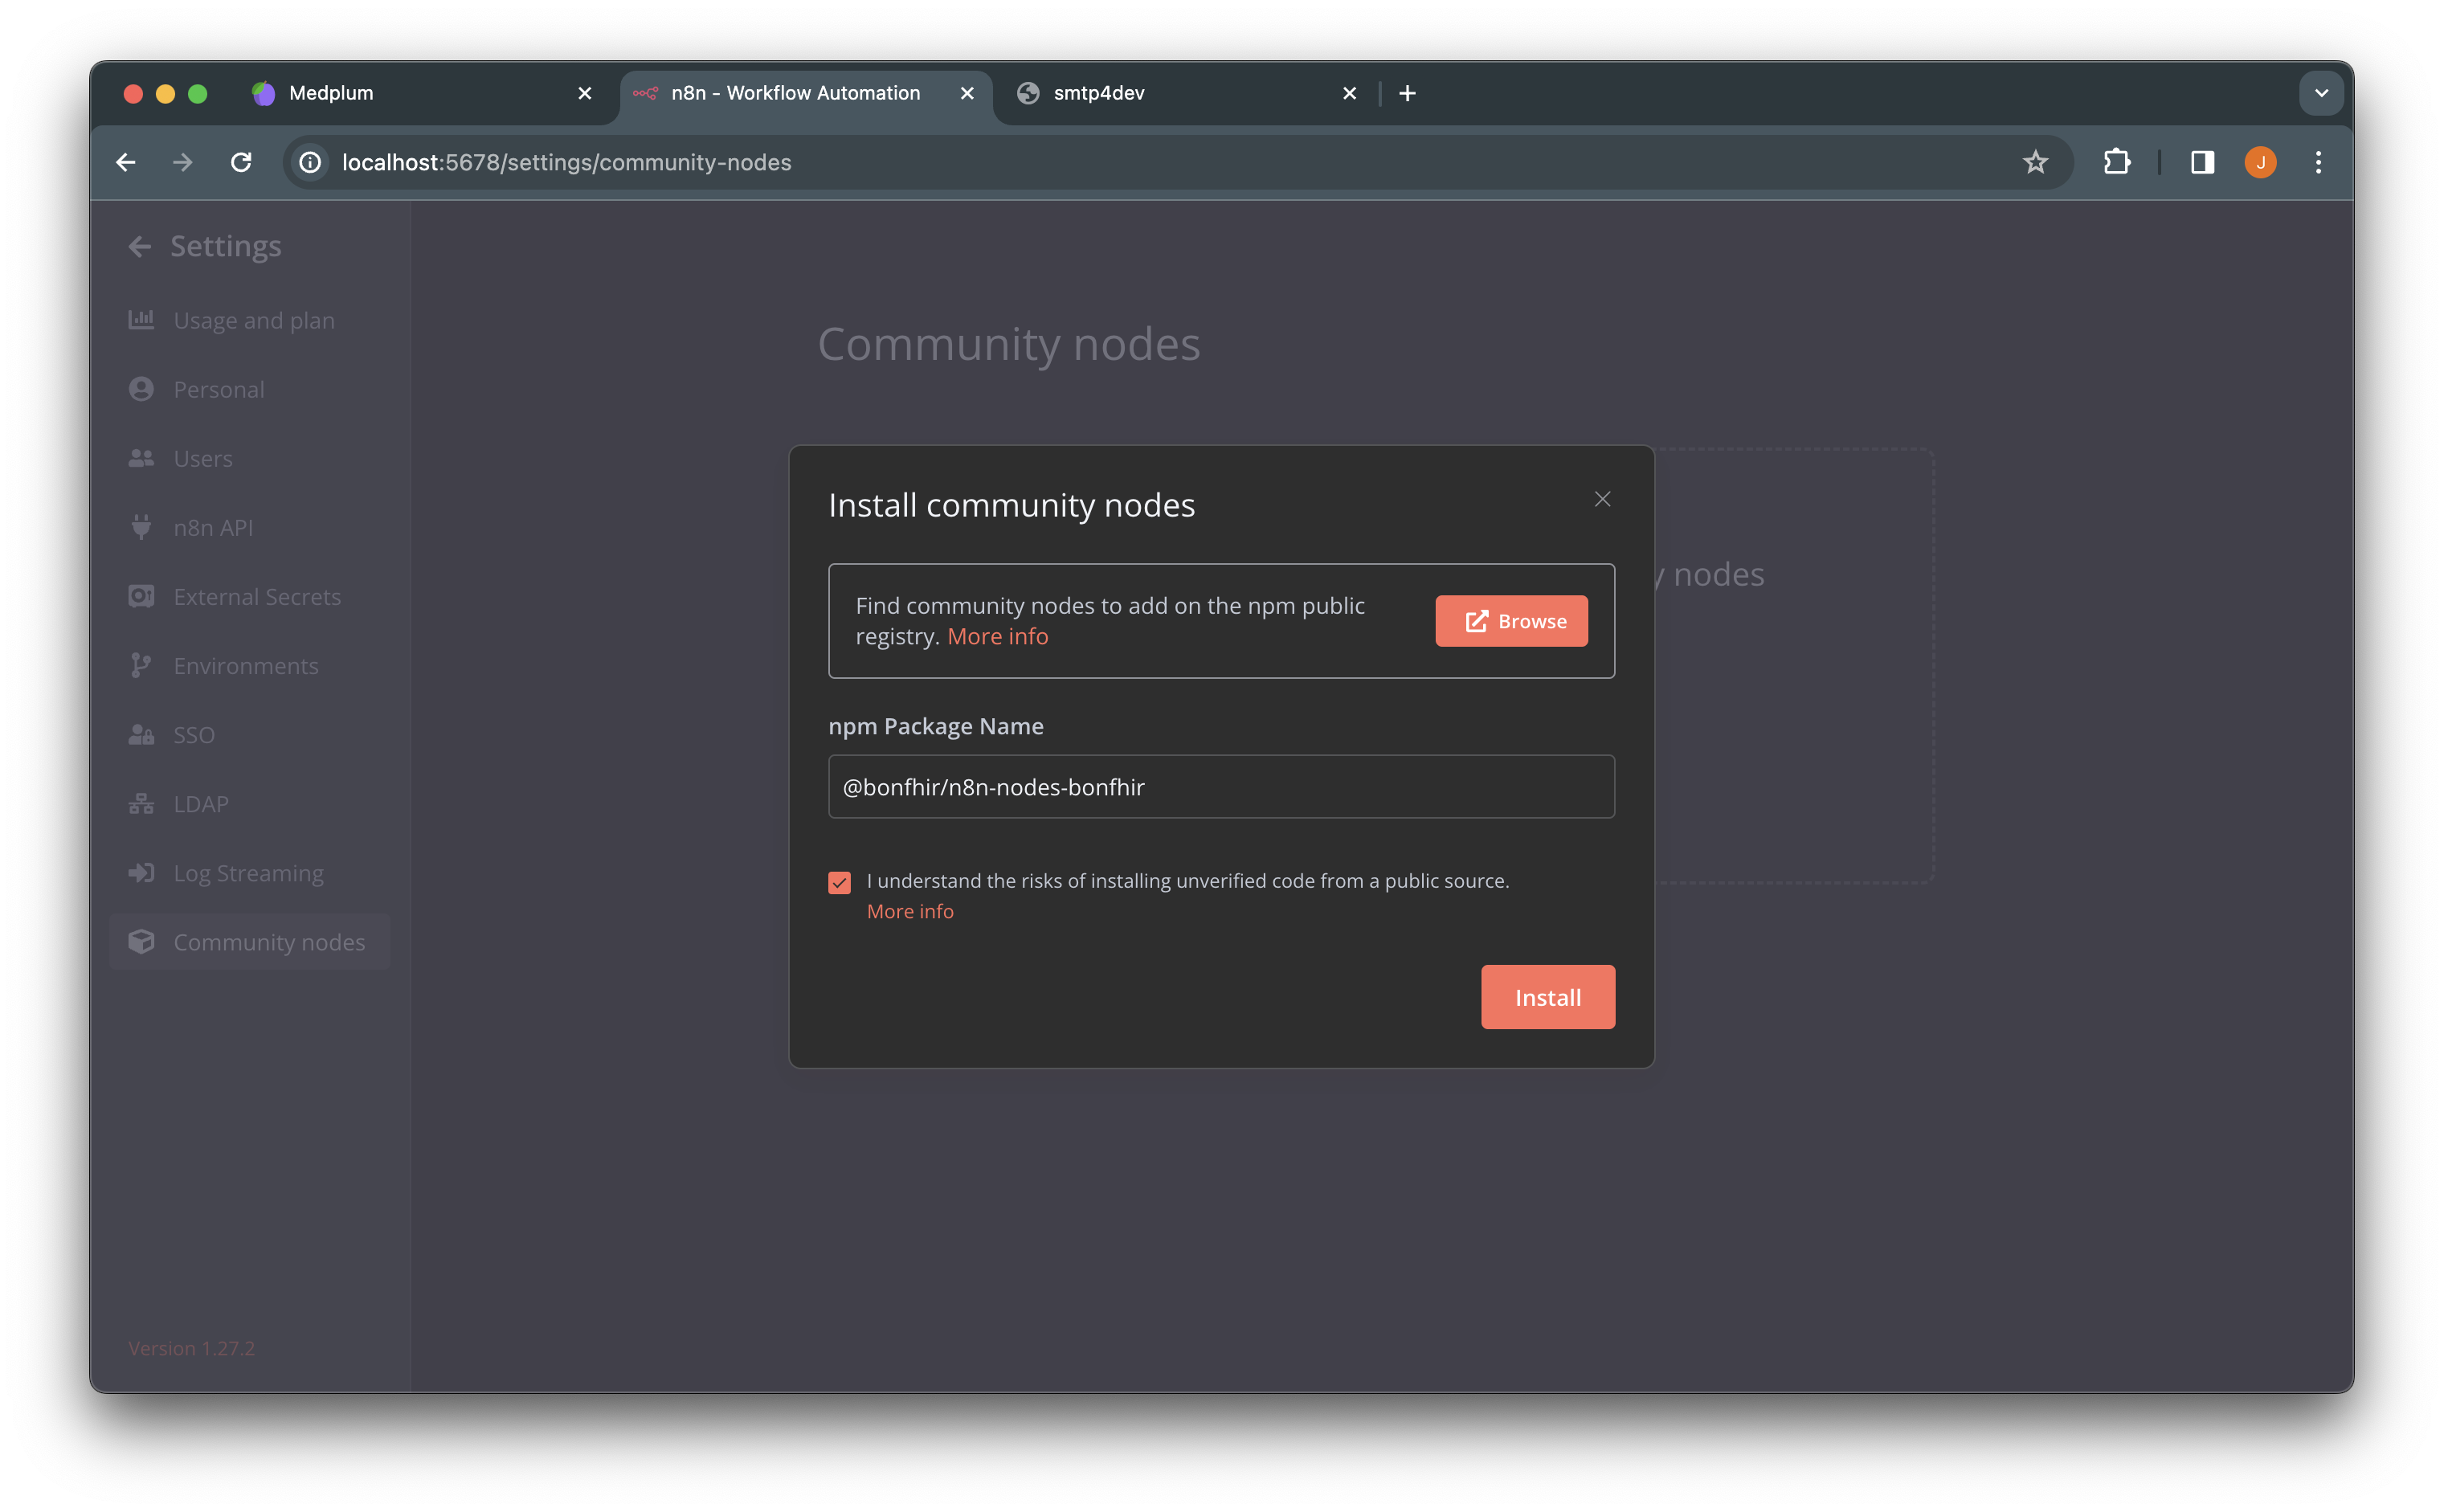 Medplum
n8n - Workflow Automation
smtp4dev
localhost:5678/settings/community-nodes
J
Settings
Usage and plan
Personal
Users
n8n API
External Secrets
Environments
SSO
LDAP
Log Streaming
Community nodes
Version 1.27.2
Community nodes
nodes
Install community nodes
Find community nodes to add on the npm public
registry. More info
Browse
npm Package Name
@bonfhir/n8n-nodes-bonfhir
I understand the risks of installing unverified code from a public source.
More info
Install